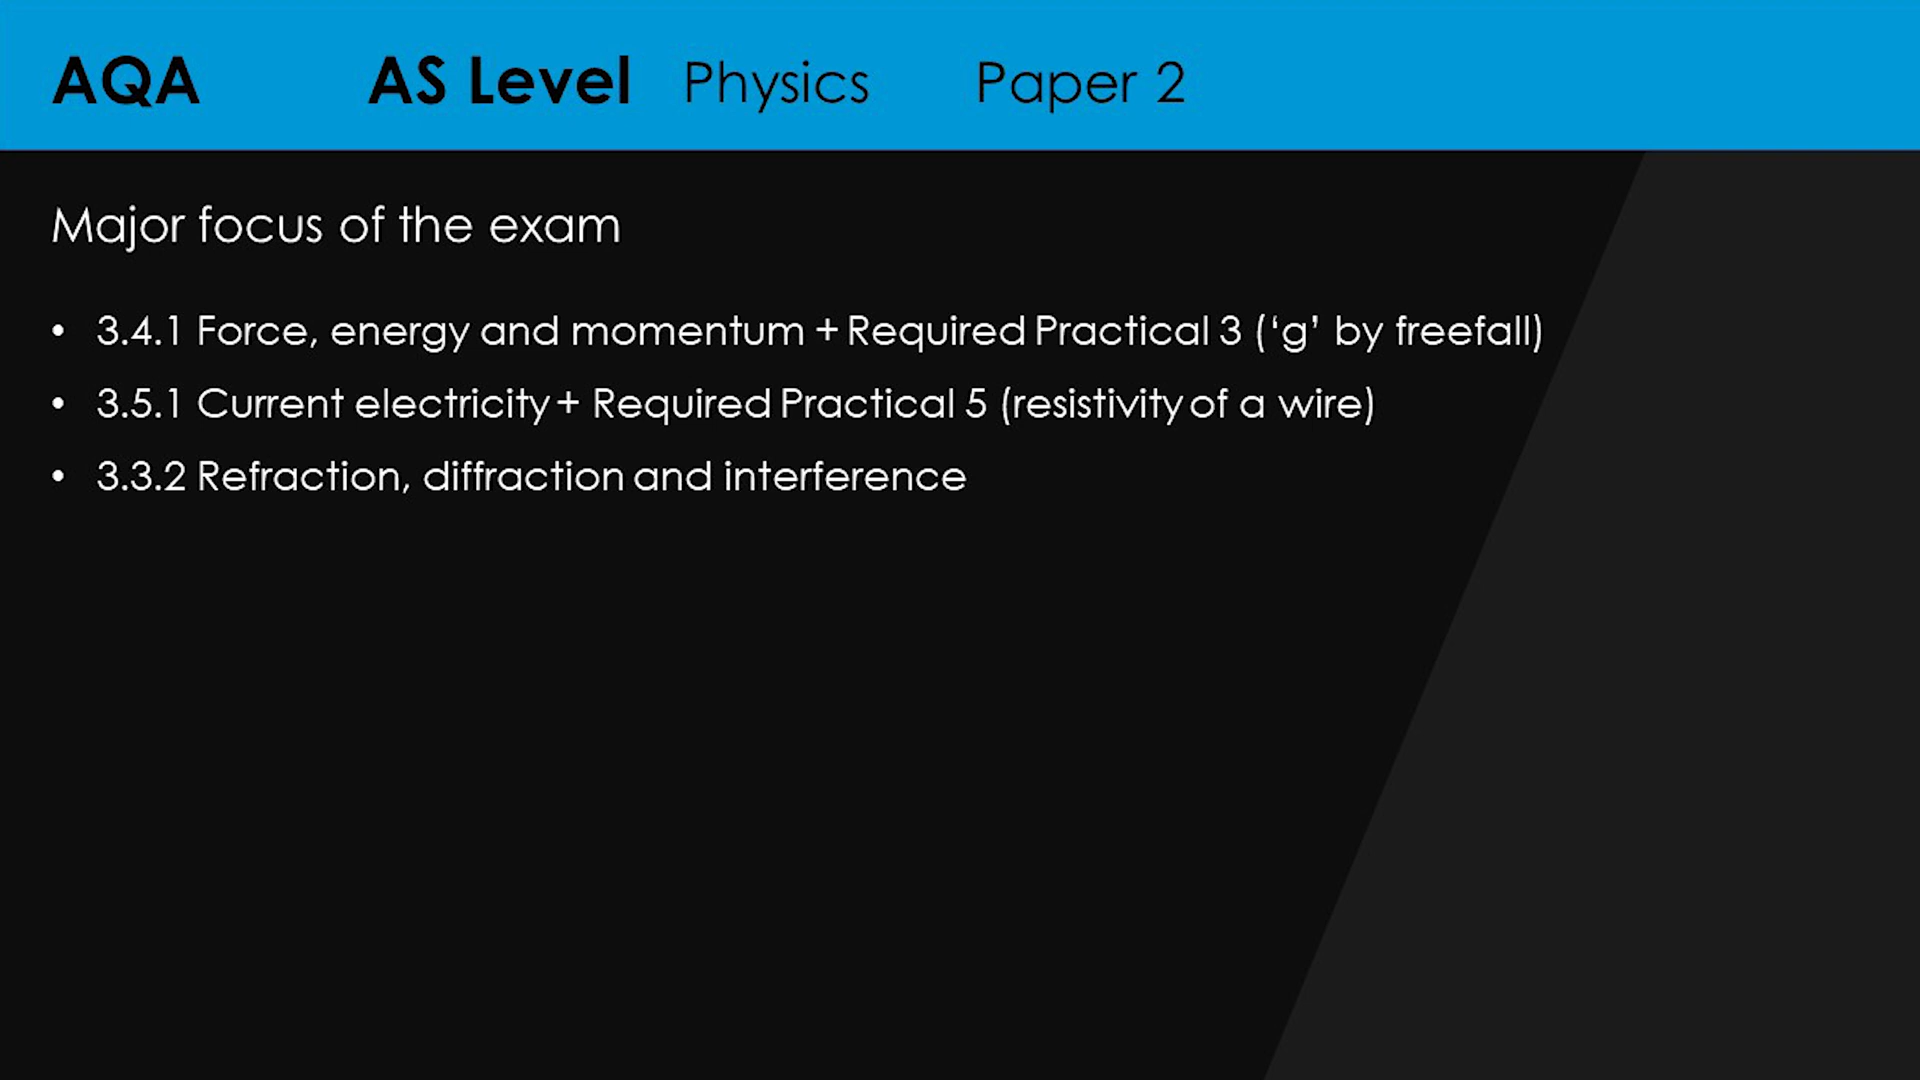 AQA AS Level Physics Paper 2
Major focus of the exam
• 3.4.1 Force, energy and momentum + Required Practical 3 (‘g’ by freefall)
• 3.5.1 Current electricity + Required Practical 5 (resistivity of a wire)
• 3.3.2 Refraction, diffraction and interference